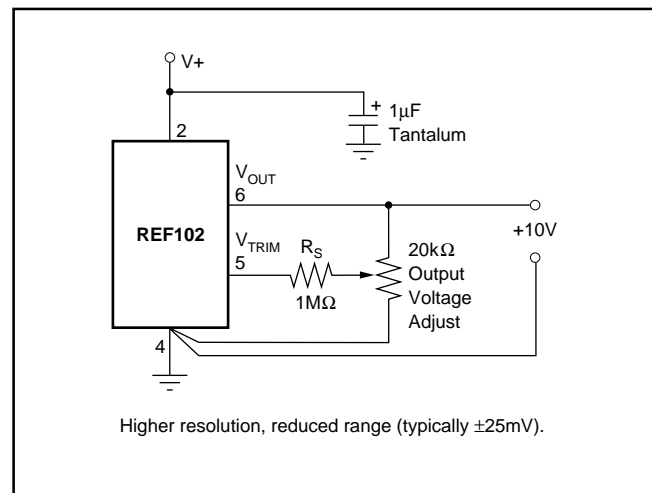 V+
+ 1μF
Tantalum
2
V_OUT
6
REF102
V_TRIM
5
R_S
1MΩ
20kΩ
Output
Voltage
Adjust
+10V
4
Higher resolution, reduced range (typically ±25mV).